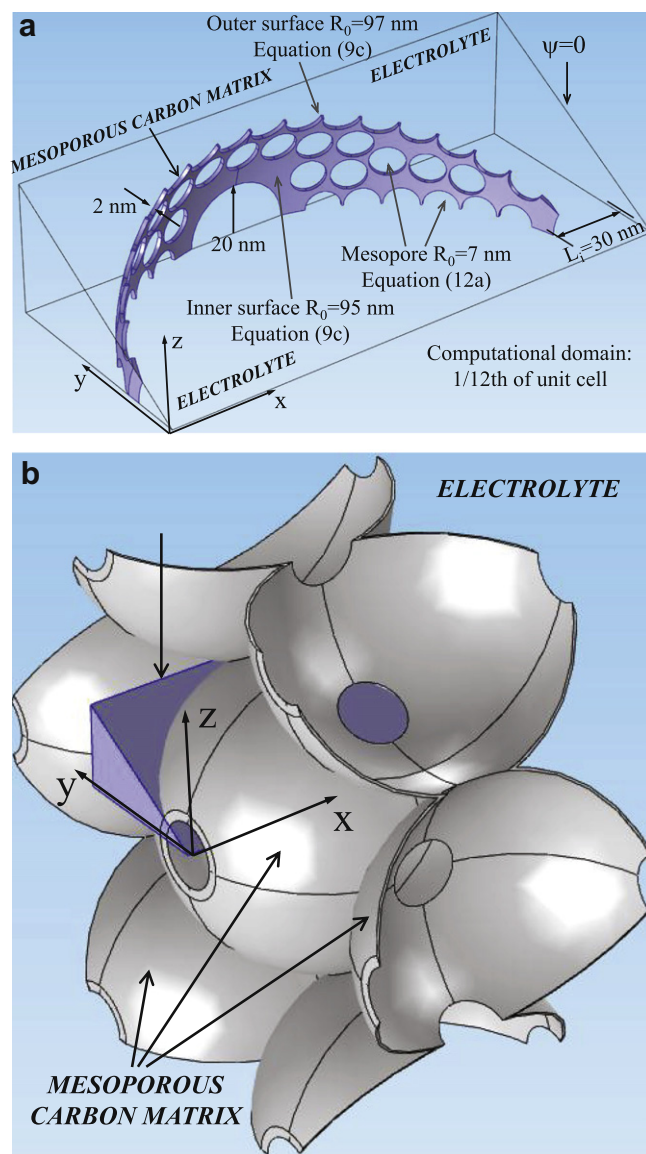 a
Outer surface R₀=97 nm
Equation (9c)
ELECTROLYTE
ψ=0
MESOPOROUS CARBON MATRIX
2 nm
20 nm
Mesopore R₀=7 nm
Equation (12a)
Lᵢ=30 nm
Inner surface R₀=95 nm
Equation (9c)
z
y
x
ELECTROLYTE
Computational domain:
1/12th of unit cell
b
ELECTROLYTE
z
y
x
MESOPOROUS
CARBON MATRIX